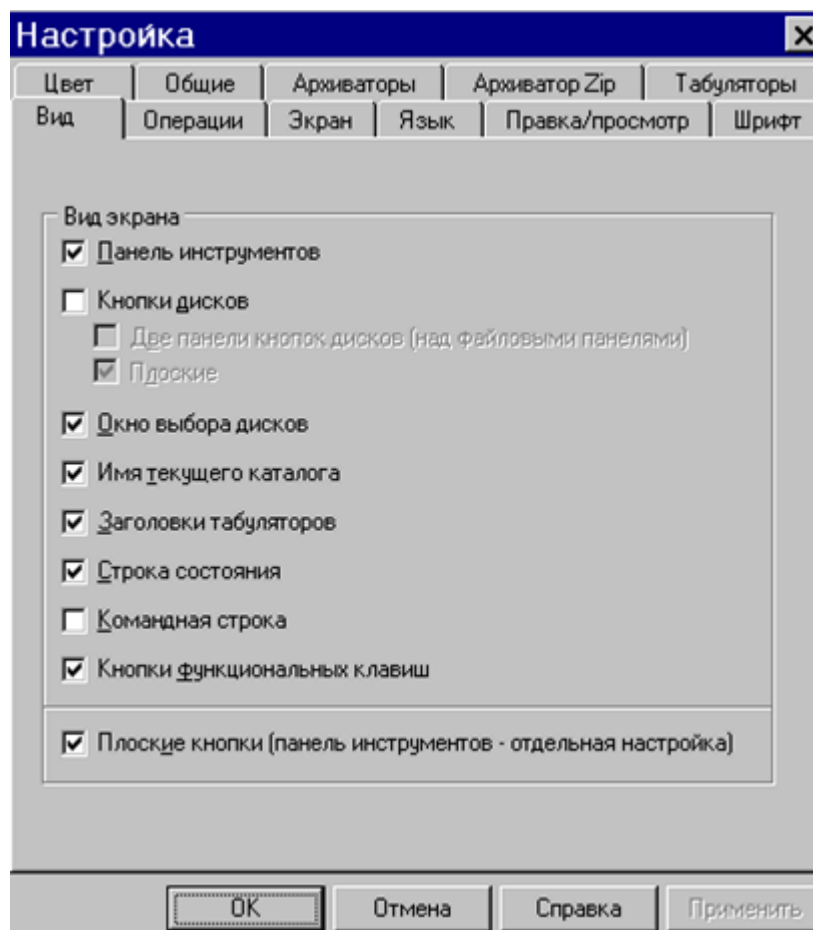 Настройка
Цвет Общие Архиваторы Архиватор Zip Табуляторы
Вид Операции Экран Язык Правка/просмотр Шрифт
Вид экрана
Панель инструментов
Кнопки дисков
Две панели кнопок дисков (над файловыми панелями)
Плоские
Окно выбора дисков
Имя текущего каталога
Заголовки табуляторов
Строка состояния
Командная строка
Кнопки функциональных клавиш
Плоские кнопки (панель инструментов - отдельная настройка)
OK Отмена Справка Применить